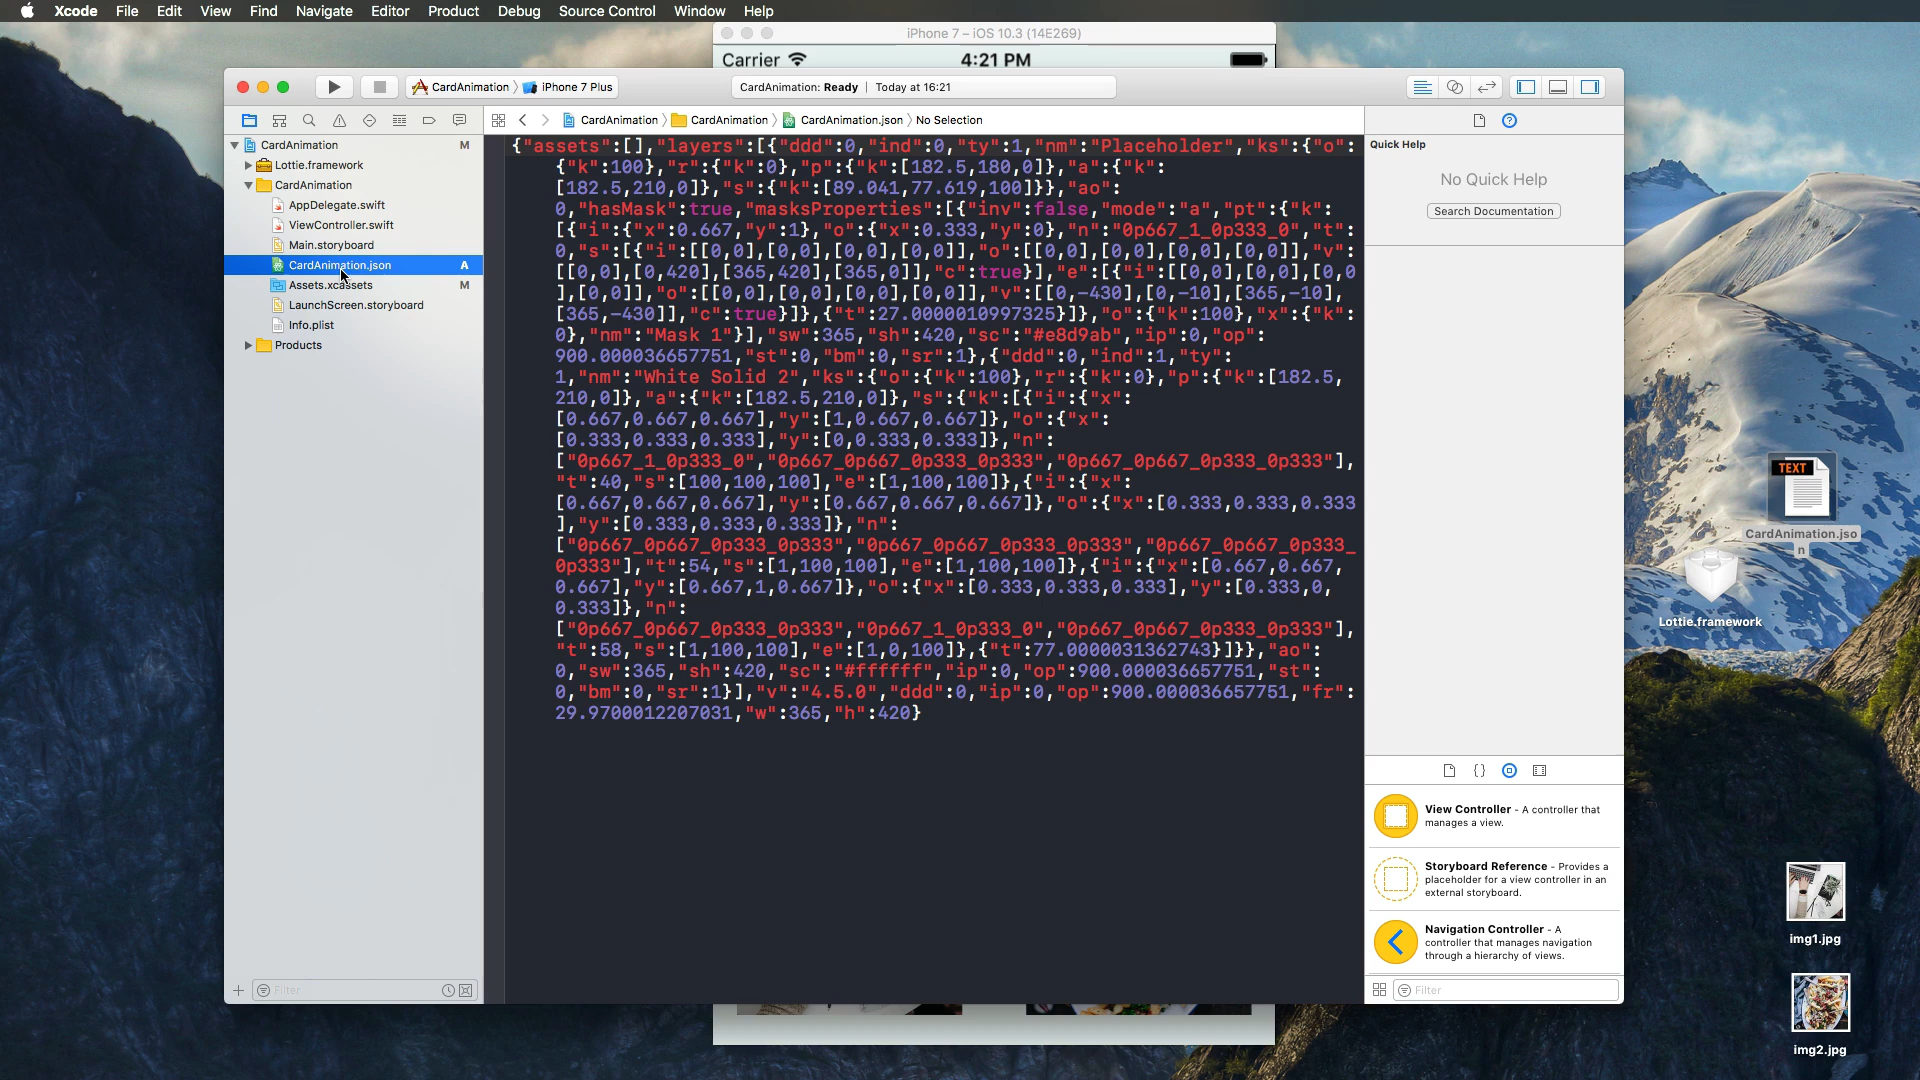 Xcode File Edit View Find Navigate Editor Product Debug Source Control Window Help
iPhone 7 – iOS 10.3 (14E269)
Carrier 4:21 PM
CardAnimation iPhone 7 Plus
CardAnimation: Ready | Today at 16:21
CardAnimation CardAnimation CardAnimation.json No Selection
CardAnimation M
Lottie.framework
CardAnimation
AppDelegate.swift
ViewController.swift
Main.storyboard
CardAnimation.json A
Assets.xcassets M
LaunchScreen.storyboard
Info.plist
Products
Filter
{"assets":[],"layers":[{"ddd":0,"ind":0,"ty":1,"nm":"Placeholder","ks":{"o":
{"k":100},"r":{"k":0},"p":{"k":[182.5,180,0]},"a":{"k":
[182.5,210,0]},"s":{"k":[89.041,77.619,100]}},"ao":
0,"hasMask":true,"masksProperties":[{"inv":false,"mode":"a","pt":{"k":
[{"i":{"x":0.667,"y":1},"o":{"x":0.333,"y":0},"n":"0p667_1_0p333_0","t":
0,"s":[{"i":[[0,0],[0,0],[0,0],[0,0]],"o":[[0,0],[0,0],[0,0],[0,0]],"v":
[[0,0],[0,420],[365,420],[365,0]],"c":true}],"e":[{"i":[[0,0],[0,0],[0,0
],[0,0]],"o":[[0,0],[0,0],[0,0],[0,0]],"v":[[0,-430],[0,-10],[365,-10],
[365,-430]],"c":true}]},{"t":27.0000010997325}]},"o":{"k":100},"x":{"k":
0},"nm":"Mask 1"}],"sw":365,"sh":420,"sc":"#e8d9ab","ip":0,"op":
900.000036657751,"st":0,"bm":0,"sr":1},{"ddd":0,"ind":1,"ty":
1,"nm":"White Solid 2","ks":{"o":{"k":100},"r":{"k":0},"p":{"k":[182.5,
210,0]},"a":{"k":[182.5,210,0]},"s":{"k":[{"i":{"x":
[0.667,0.667,0.667],"y":[1,0.667,0.667]},"o":{"x":
[0.333,0.333,0.333],"y":[0,0.333,0.333]},"n":
["0p667_1_0p333_0","0p667_0p667_0p333_0p333","0p667_0p667_0p333_0p333"],
"t":40,"s":[100,100,100],"e":[1,100,100]},{"i":{"x":
[0.667,0.667,0.667],"y":[0.667,0.667,0.667]},"o":{"x":[0.333,0.333,0.333
],"y":[0.333,0.333,0.333]},"n":
["0p667_0p667_0p333_0p333","0p667_0p667_0p333_0p333","0p667_0p667_0p333_
0p333"],"t":54,"s":[1,100,100],"e":[1,100,100]},{"i":{"x":[0.667,0.667,
0.667],"y":[0.667,1,0.667]},"o":{"x":[0.333,0.333,0.333],"y":[0.333,0,
0.333]},"n":
["0p667_0p667_0p333_0p333","0p667_1_0p333_0","0p667_0p667_0p333_0p333"],
"t":58,"s":[1,100,100],"e":[1,0,100]},{"t":77.0000031362743}]}},"ao":
0,"sw":365,"sh":420,"sc":"#ffffff","ip":0,"op":900.000036657751,"st":
0,"bm":0,"sr":1}],"v":"4.5.0","ddd":0,"ip":0,"op":900.000036657751,"fr":
29.9700012207031,"w":365,"h":420}
Quick Help
No Quick Help
Search Documentation
View Controller - A controller that
manages a view.
Storyboard Reference - Provides a
placeholder for a view controller in an
external storyboard.
Navigation Controller - A
controller that manages navigation
through a hierarchy of views.
Filter
TEXT
CardAnimation.jso
n
Lottie.framework
img1.jpg
img2.jpg